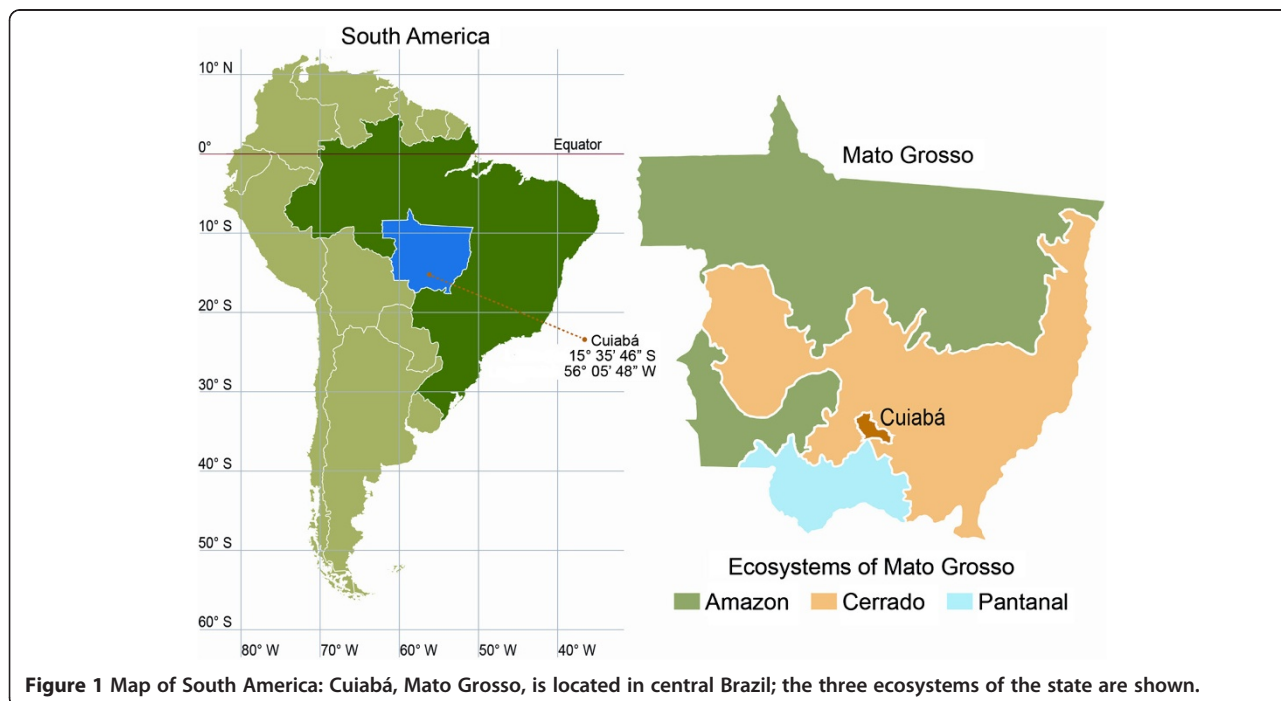 South America
10° N
Equator
0°
10° S
20° S
Cuiabá
15° 35’ 46” S
56° 05’ 48” W
30° S
40° S
50° S
60° S
80° W 70° W 60° W 50° W 40° W
Mato Grosso
Cuiabá
Ecosystems of Mato Grosso
Amazon Cerrado Pantanal
Figure 1 Map of South America: Cuiabá, Mato Grosso, is located in central Brazil; the three ecosystems of the state are shown.